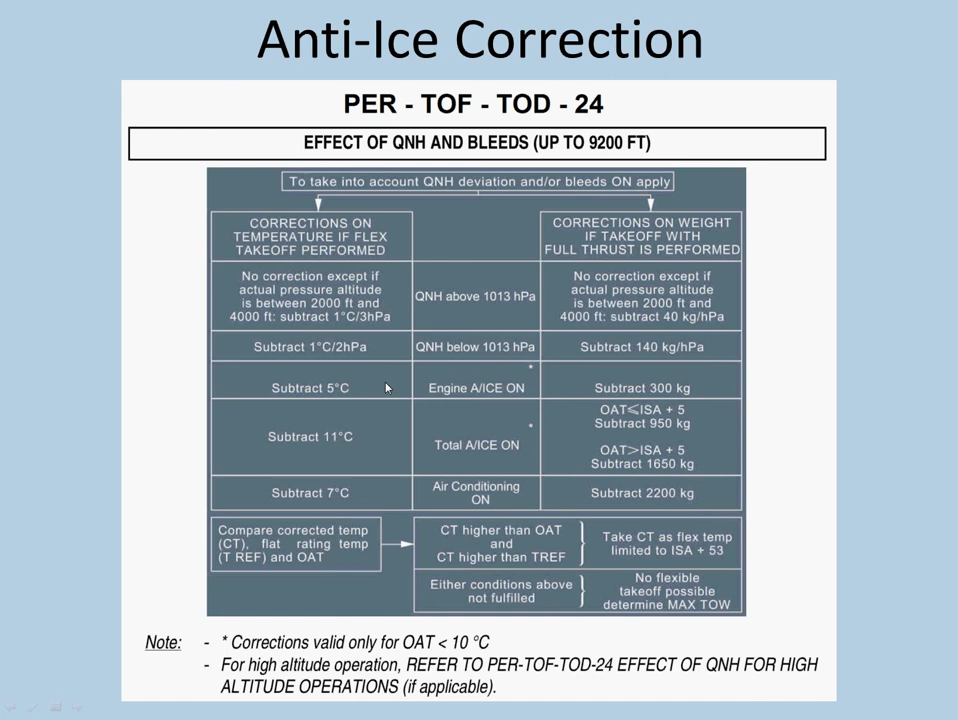 Anti-Ice Correction
PER - TOF - TOD - 24
EFFECT OF QNH AND BLEEDS (UP TO 9200 FT)
To take into account QNH deviation and/or bleeds ON apply
CORRECTIONS ON
TEMPERATURE IF FLEX
TAKEOFF PERFORMED
CORRECTIONS ON WEIGHT
IF TAKEOFF WITH
FULL THRUST IS PERFORMED
No correction except if
actual pressure altitude
is between 2000 ft and
4000 ft: subtract 1°C/3hPa
QNH above 1013 hPa
No correction except if
actual pressure altitude
is between 2000 ft and
4000 ft: subtract 40 kg/hPa
Subtract 1°C/2hPa
QNH below 1013 hPa
Subtract 140 kg/hPa
Subtract 5°C
*
Engine A/ICE ON
Subtract 300 kg
Subtract 11°C
*
Total A/ICE ON
OAT⩽ISA + 5
Subtract 950 kg
OAT>ISA + 5
Subtract 1650 kg
Subtract 7°C
Air Conditioning
ON
Subtract 2200 kg
Compare corrected temp
(CT), flat rating temp
(T REF) and OAT
CT higher than OAT
and
CT higher than TREF
Take CT as flex temp
limited to ISA + 53
Either conditions above
not fulfilled
No flexible
takeoff possible
determine MAX TOW
Note: - * Corrections valid only for OAT < 10 °C
- For high altitude operation, REFER TO PER-TOF-TOD-24 EFFECT OF QNH FOR HIGH
ALTITUDE OPERATIONS (if applicable).